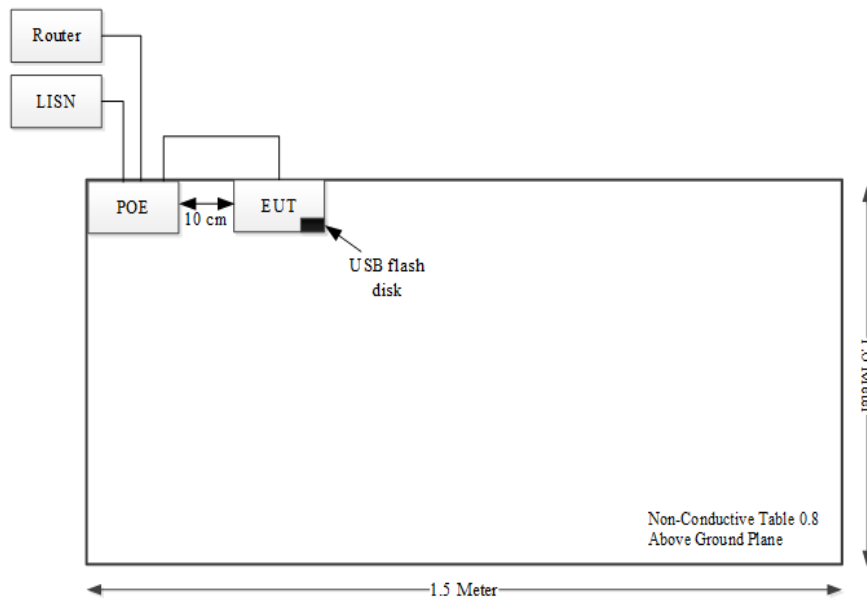 Router
LISN
POE
10 cm
EUT
USB flash
disk
Non-Conductive Table 0.8
Above Ground Plane
1.5 Meter